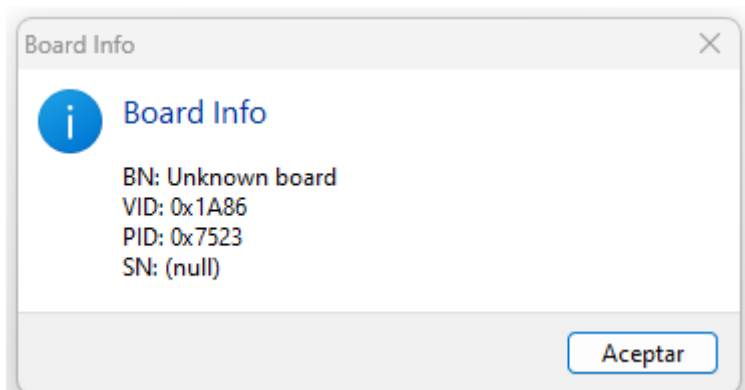 Board Info
Board Info
BN: Unknown board
VID: 0x1A86
PID: 0x7523
SN: (null)
Aceptar